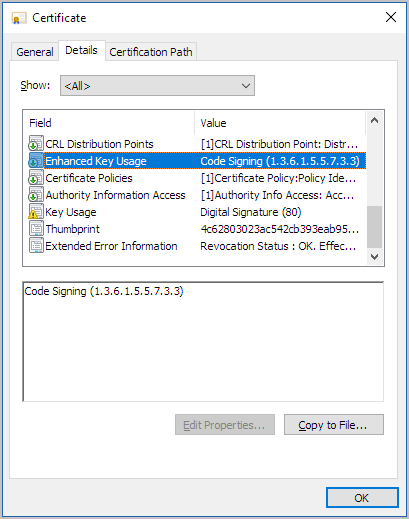 Certificate
General Details Certification Path
Show: <All>
Field Value
CRL Distribution Points [1]CRL Distribution Point: Distr...
Enhanced Key Usage Code Signing (1.3.6.1.5.5.7.3.3)
Certificate Policies [1]Certificate Policy:Policy Ide...
Authority Information Access [1]Authority Info Access: Acc...
Key Usage Digital Signature (80)
Thumbprint 4c62803023ac542cb393eab95...
Extended Error Information Revocation Status : OK. Effec...
Code Signing (1.3.6.1.5.5.7.3.3)
Edit Properties... Copy to File...
OK